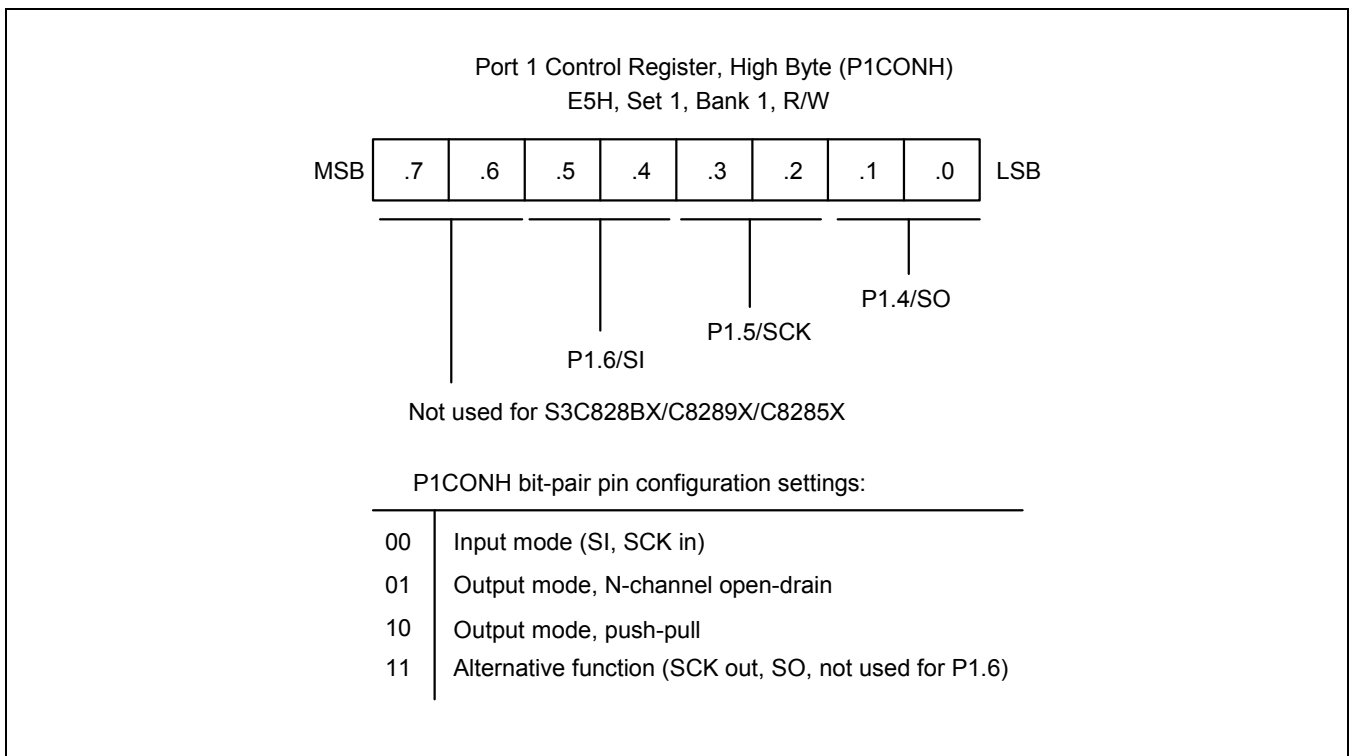 Port 1 Control Register, High Byte (P1CONH)
E5H, Set 1, Bank 1, R/W
MSB .7 .6 .5 .4 .3 .2 .1 .0 LSB
P1.4/SO
P1.5/SCK
P1.6/SI
Not used for S3C828BX/C8289X/C8285X
P1CONH bit-pair pin configuration settings:
00 Input mode (SI, SCK in)
01 Output mode, N-channel open-drain
10 Output mode, push-pull
11 Alternative function (SCK out, SO, not used for P1.6)